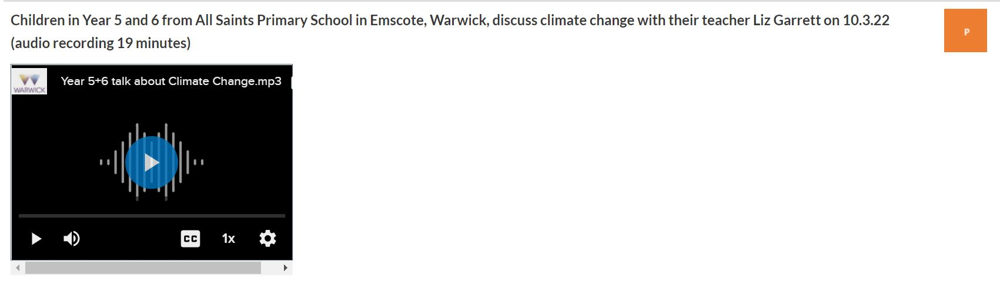 Children in Year 5 and 6 from All Saints Primary School in Emscote, Warwick, discuss climate change with their teacher Liz Garrett on 10.3.22
(audio recording 19 minutes)
P
WARWICK
Year 5+6 talk about Climate Change.mp3
CC
1x